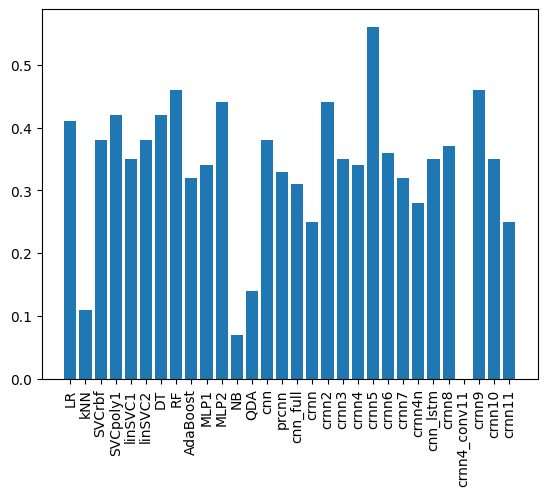 0.5
0.4
0.3
0.2
0.1
0.0
LR
kNN
SVCrbf
SVCpoly1
linSVC1
linSVC2
DT
RF
AdaBoost
MLP1
MLP2
NB
QDA
cnn
prcnn
cnn_full
crnn
crnn2
crnn3
crnn4
crnn5
crnn6
crnn7
crnn4n
cnn_lstm
crnn8
crnn4_conv11
crnn9
crnn10
crnn11